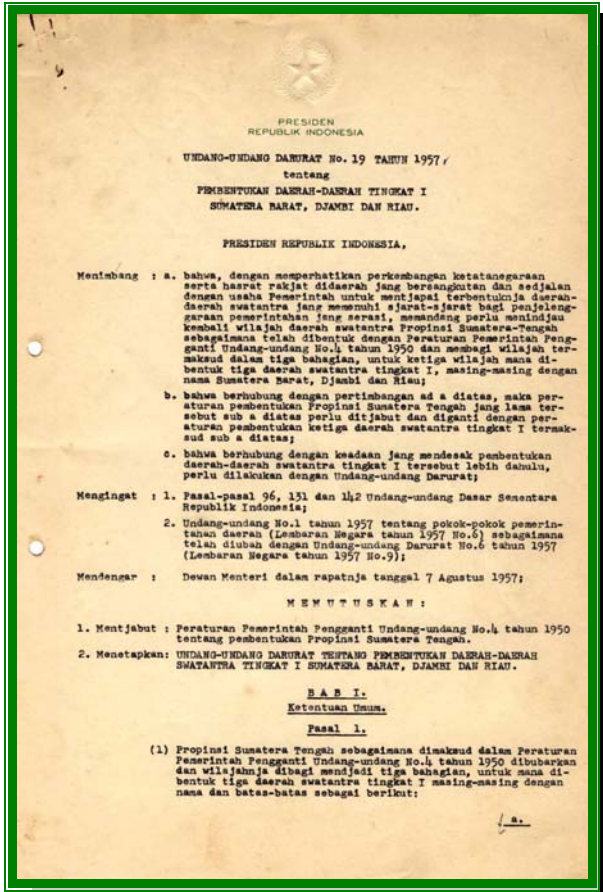 PRESIDEN
REPUBLIK INDONESIA
UNDANG-UNDANG DARURAT No. 19 TAHUN 1957
tentang
PEMBENTUKAN DAERAH-DAERAH TINGKAT I
SUMATERA BARAT, DJAMBI DAN RIAU.
PRESIDEN REPUBLIK INDONESIA,
Menimbang : a. bahwa, dengan memperhatikan perkembangan ketatanegaraan
serta hasrat rakjat didaerah jang bersangkutan dan sedjalan
dengan usaha Pemerintah untuk mentjapai terbentuknja daerah-
daerah swatantra jang memenuhi sjarat-sjarat bagi penjeleng-
garaan pemerintahan jang serasi, memandang perlu menindjau
kembali wilajah daerah swatantra Propinsi Sumatera-Tengah
sebagaimana telah dibentuk dengan Peraturan Pemerintah Peng-
ganti Undang-undang No.4 tahun 1950 dan membagi wilajah ter-
maksud dalam tiga bahagian, untuk ketiga wilajah mana di-
bentuk tiga daerah swatantra tingkat I, masing-masing dengan
nama Sumatera Barat, Djambi dan Riau;
b. bahwa berhubung dengan pertimbangan ad a diatas, maka per-
aturan pembentukan Propinsi Sumatera Tengah jang lama ter-
sebut sub a perlu ditjabut dan diganti dengan per-
aturan pembentukan ketiga daerah swatantra tingkat I termak-
sud sub a diatas;
c. bahwa berhubung dengan keadaan jang mendesak pembentukan
daerah-daerah swatantra tingkat I tersebut lebih dahulu,
perlu dilakukan dengan Undang-undang Darurat;
Mengingat : 1. Pasal-pasal 96, 131 dan 142 Undang-undang Dasar Sementara
Republik Indonesia;
2. Undang-undang No.1 tahun 1957 tentang pokok-pokok pemerin-
tahan daerah (Lembaran Negara tahun 1957 No.6) sebagaimana
telah diubah dengan Undang-undang Darurat No.6 tahun 1957
(Lembaran Negara tahun 1957 No.9);
Mendengar : Dewan Menteri dalam rapatnja tanggal 7 Agustus 1957;
M E M U T U S K A N :
1. Mentjabut : Peraturan Pemerintah Pengganti Undang-undang No.4 tahun 1950
tentang pembentukan Propinsi Sumatera Tengah.
2. Menetapkan: UNDANG-UNDANG DARURAT TENTANG PEMBENTUKAN DAERAH-DAERAH
SWATANTRA TINGKAT I SUMATERA BARAT, DJAMBI DAN RIAU.
B A B I.
Ketentuan Umum.
Pasal 1.
(1) Propinsi Sumatera Tengah sebagaimana dimaksud dalam Peraturan
Pemerintah Pengganti Undang-undang No.4 tahun 1950 dibubarkan
dan wilajahnja dibagi mendjadi tiga bahagian, untuk mana di-
bentuk tiga daerah swatantra tingkat I masing-masing dengan
nama dan batas-batas sebagai berikut:
a.